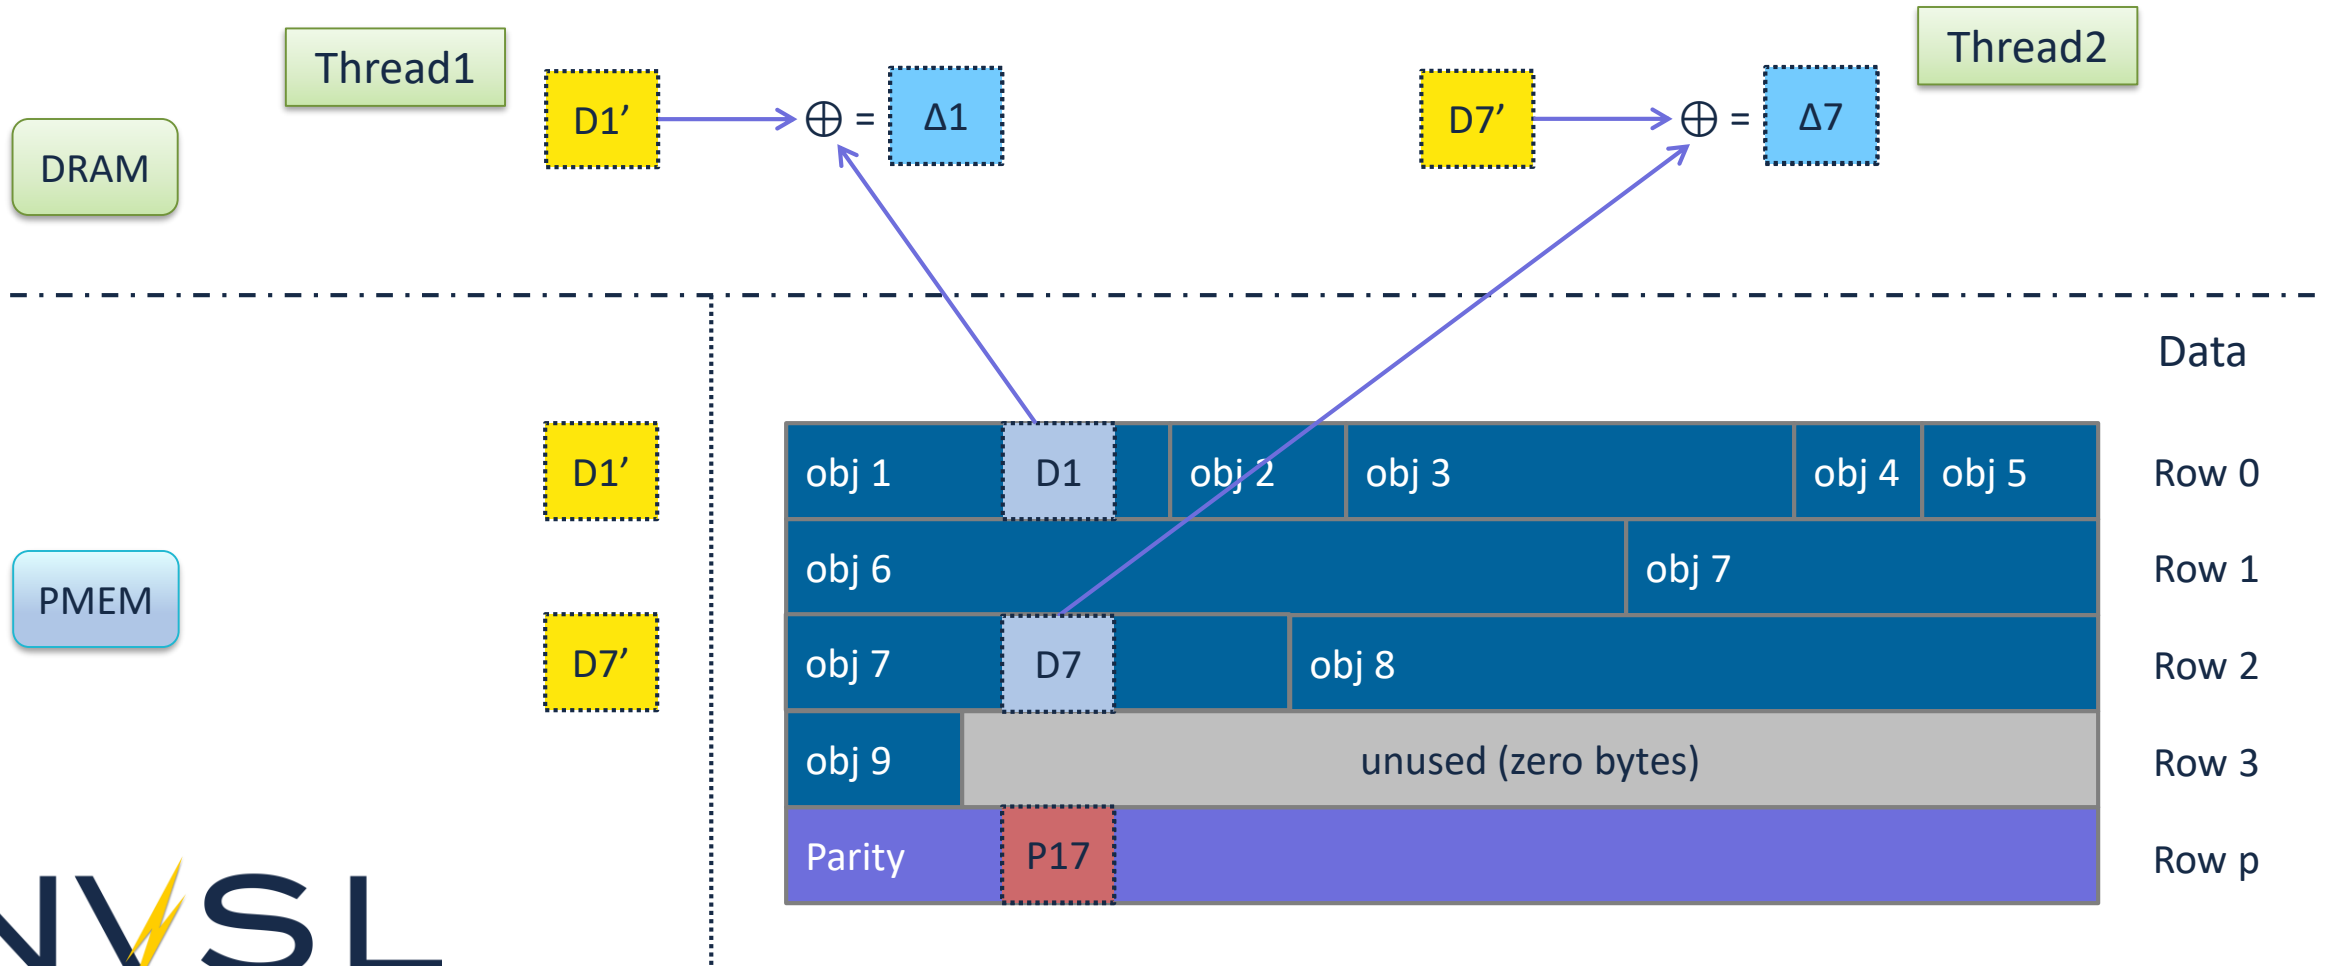 Thread1
Thread2
DRAM
D1’ ⊕ = Δ1
D7’ ⊕ = Δ7
Data
D1’
obj 1 D1 obj 2 obj 3 obj 4 obj 5 Row 0
PMEM
obj 6 obj 7 Row 1
D7’
obj 7 D7 obj 8 Row 2
obj 9 unused (zero bytes) Row 3
Parity P17 Row p
NVSL